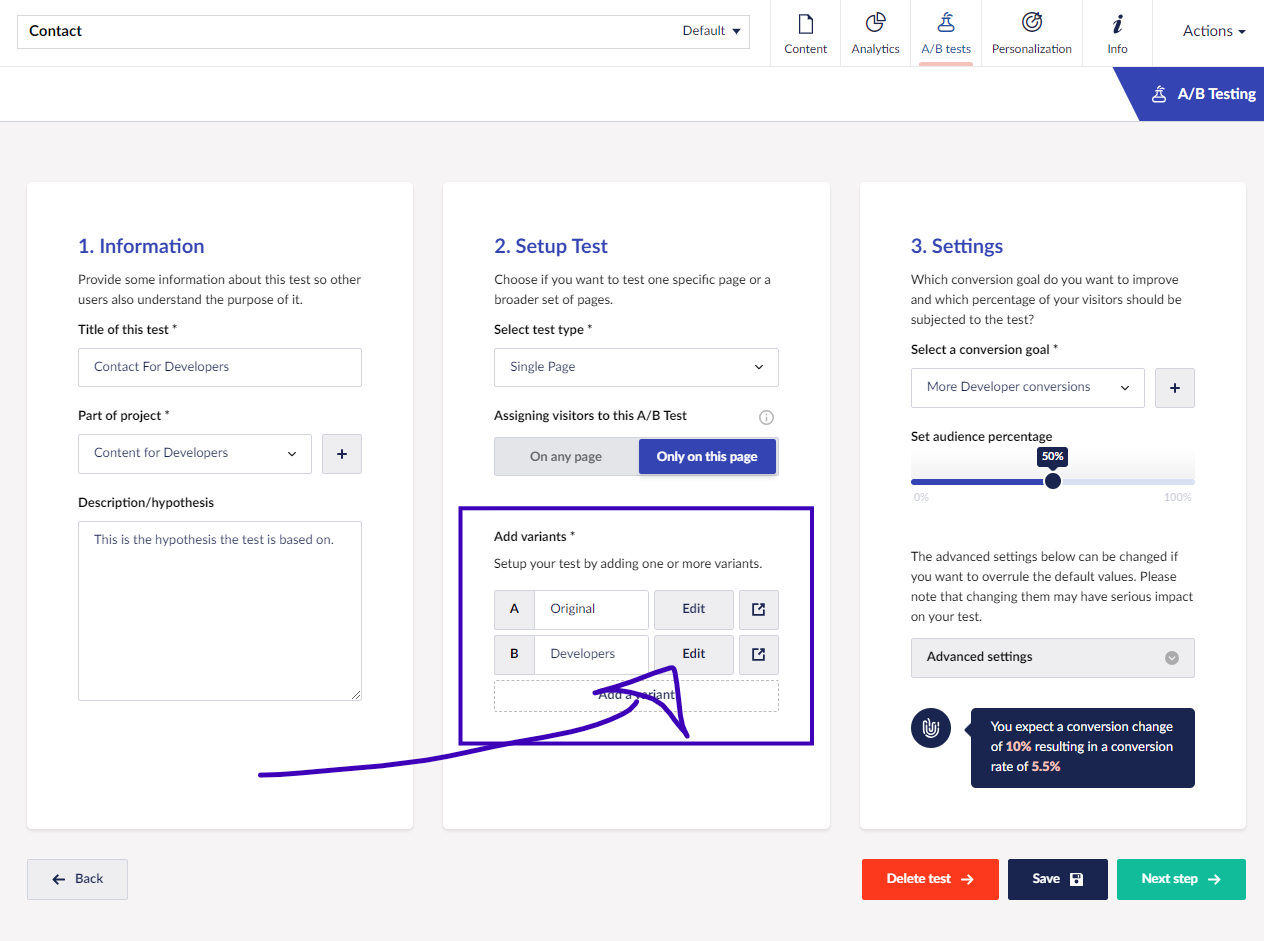 Contact
Default
Content
Analytics
A/B tests
Personalization
Info
Actions
A/B Testing
1. Information
Provide some information about this test so other
users also understand the purpose of it.
Title of this test *
Contact For Developers
Part of project *
Content for Developers
+
Description/hypothesis
This is the hypothesis the test is based on.
2. Setup Test
Choose if you want to test one specific page or a
broader set of pages.
Select test type *
Single Page
Assigning visitors to this A/B Test
On any page
Only on this page
Add variants *
Setup your test by adding one or more variants.
A Original Edit
B Developers Edit
Add a variant
3. Settings
Which conversion goal do you want to improve
and which percentage of your visitors should be
subjected to the test?
Select a conversion goal *
More Developer conversions
+
Set audience percentage
50%
0% 100%
The advanced settings below can be changed if
you want to overrule the default values. Please
note that changing them may have serious impact
on your test.
Advanced settings
You expect a conversion change
of 10% resulting in a conversion
rate of 5.5%
Back
Delete test
Save
Next step